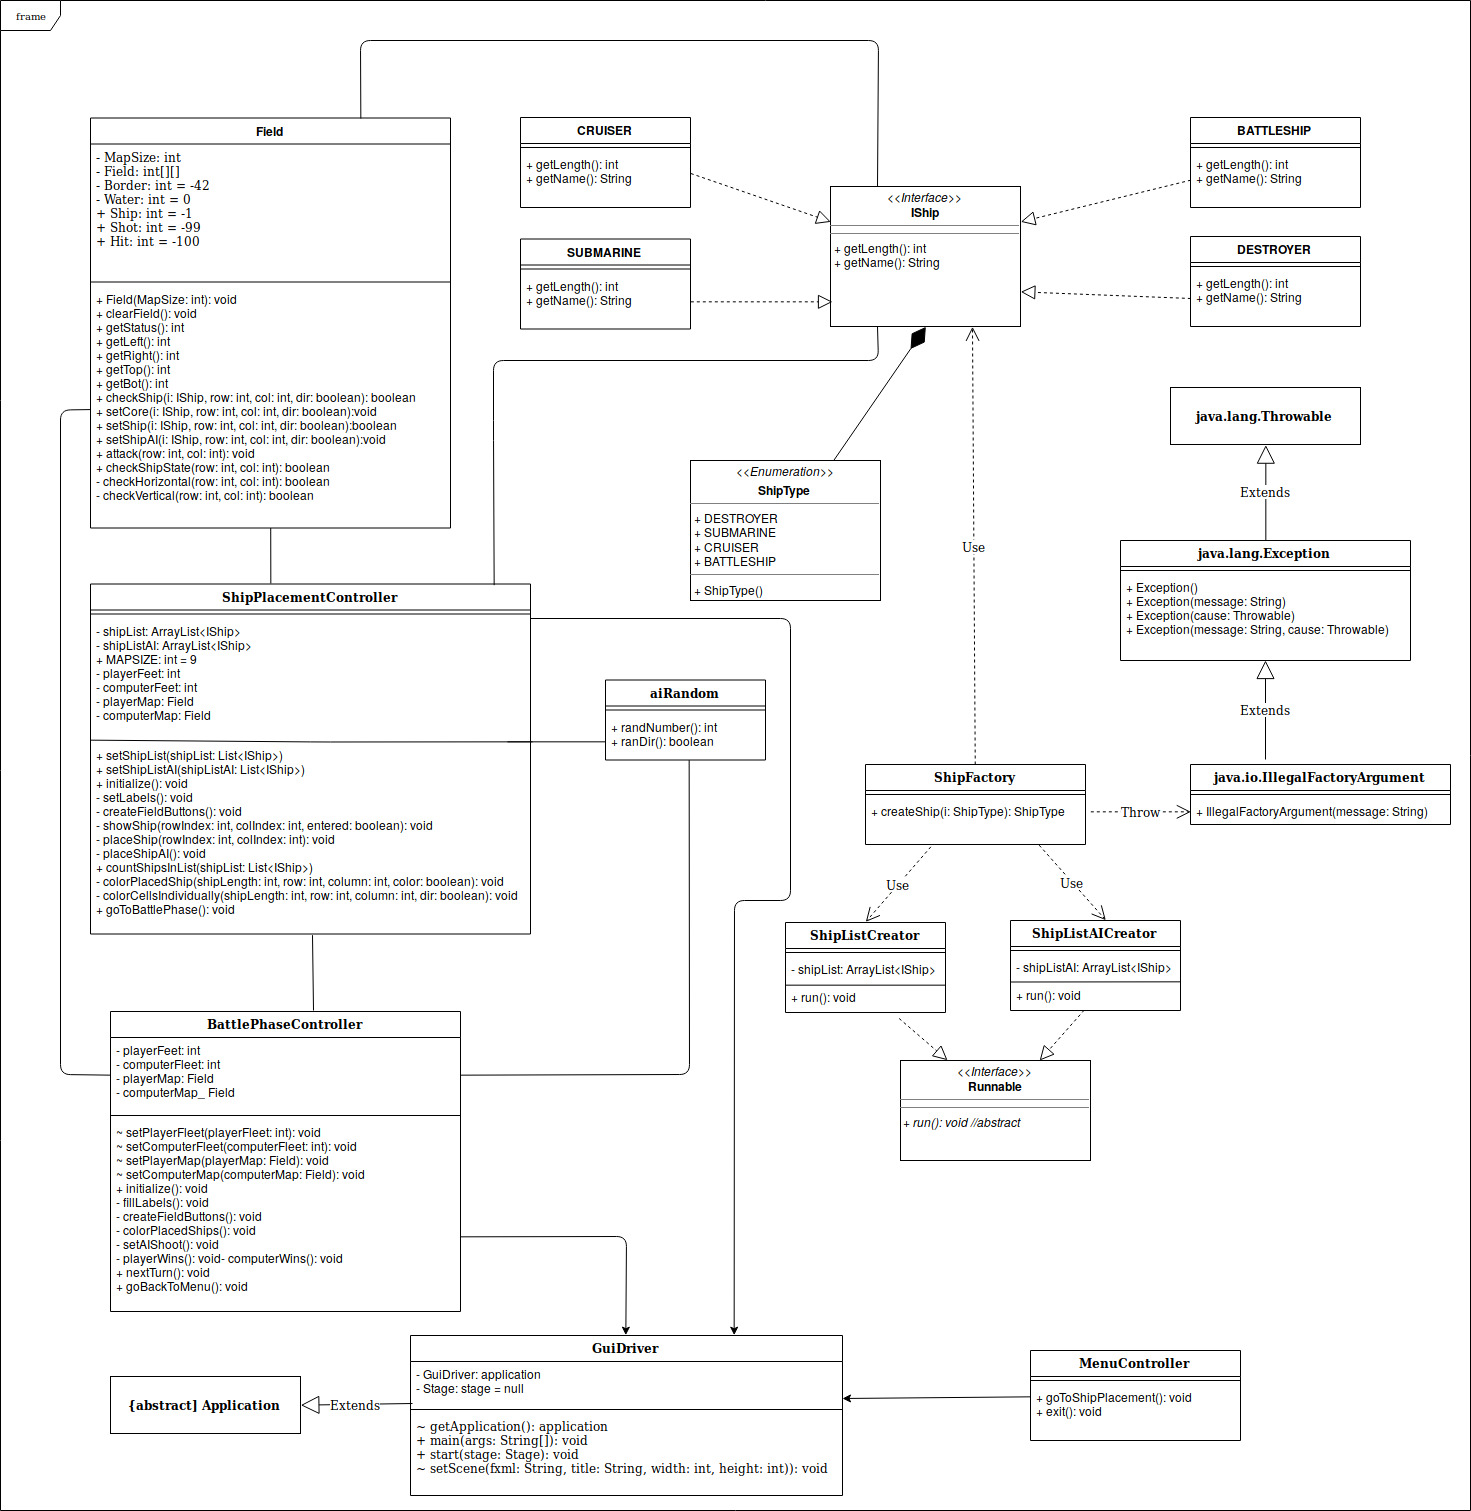 frame
Field
- MapSize: int
- Field: int[][]
- Border: int = -42
- Water: int = 0
+ Ship: int = -1
+ Shot: int = -99
+ Hit: int = -100
+ Field(MapSize: int): void
+ clearField(): void
+ getStatus(): int
+ getLeft(): int
+ getRight(): int
+ getTop(): int
+ getBot(): int
+ checkShip(i: IShip, row: int, col: int, dir: boolean): boolean
+ setCore(i: IShip, row: int, col: int, dir: boolean):void
+ setShip(i: IShip, row: int, col: int, dir: boolean):boolean
+ setShipAI(i: IShip, row: int, col: int, dir: boolean):void
+ attack(row: int, col: int): void
+ checkShipState(row: int, col: int): boolean
- checkHorizontal(row: int, col: int): boolean
- checkVertical(row: int, col: int): boolean
CRUISER
+ getLength(): int
+ getName(): String
SUBMARINE
+ getLength(): int
+ getName(): String
<<Interface>>
IShip
+ getLength(): int
+ getName(): String
BATTLESHIP
+ getLength(): int
+ getName(): String
DESTROYER
+ getLength(): int
+ getName(): String
<<Enumeration>>
ShipType
+ DESTROYER
+ SUBMARINE
+ CRUISER
+ BATTLESHIP
+ ShipType()
Use
java.lang.Throwable
Extends
java.lang.Exception
+ Exception()
+ Exception(message: String)
+ Exception(cause: Throwable)
+ Exception(message: String, cause: Throwable)
Extends
java.io.IllegalFactoryArgument
+ IllegalFactoryArgument(message: String)
ShipPlacementController
- shipList: ArrayList<IShip>
- shipListAI: ArrayList<IShip>
+ MAPSIZE: int = 9
- playerFeet: int
- computerFeet: int
- playerMap: Field
- computerMap: Field
+ setShipList(shipList: List<IShip>)
+ setShipListAI(shipListAI: List<IShip>)
+ initialize(): void
- setLabels(): void
- createFieldButtons(): void
- showShip(rowIndex: int, colIndex: int, entered: boolean): void
- placeShip(rowIndex: int, colIndex: int): void
- placeShipAI(): void
+ countShipsInList(shipList: List<IShip>)
- colorPlacedShip(shipLength: int, row: int, column: int, color: boolean): void
- colorCellsIndividually(shipLength: int, row: int, column: int, dir: boolean): void
+ goToBattlePhase(): void
aiRandom
+ randNumber(): int
+ ranDir(): boolean
ShipFactory
+ createShip(i: ShipType): ShipType
Throw
Use
Use
ShipListCreator
- shipList: ArrayList<IShip>
+ run(): void
ShipListAICreator
- shipListAI: ArrayList<IShip>
+ run(): void
<<Interface>>
Runnable
+ run(): void //abstract
BattlePhaseController
- playerFeet: int
- computerFleet: int
- playerMap: Field
- computerMap_ Field
~ setPlayerFleet(playerFleet: int): void
~ setComputerFleet(computerFleet: int): void
~ setPlayerMap(playerMap: Field): void
~ setComputerMap(computerMap: Field): void
+ initialize(): void
- fillLabels(): void
- createFieldButtons(): void
- colorPlacedShips(): void
- setAIShoot(): void
- playerWins(): void- computerWins(): void
+ nextTurn(): void
+ goBackToMenu(): void
{abstract] Application
Extends
GuiDriver
- GuiDriver: application
- Stage: stage = null
~ getApplication(): application
+ main(args: String[]): void
+ start(stage: Stage): void
~ setScene(fxml: String, title: String, width: int, height: int)): void
MenuController
+ goToShipPlacement(): void
+ exit(): void